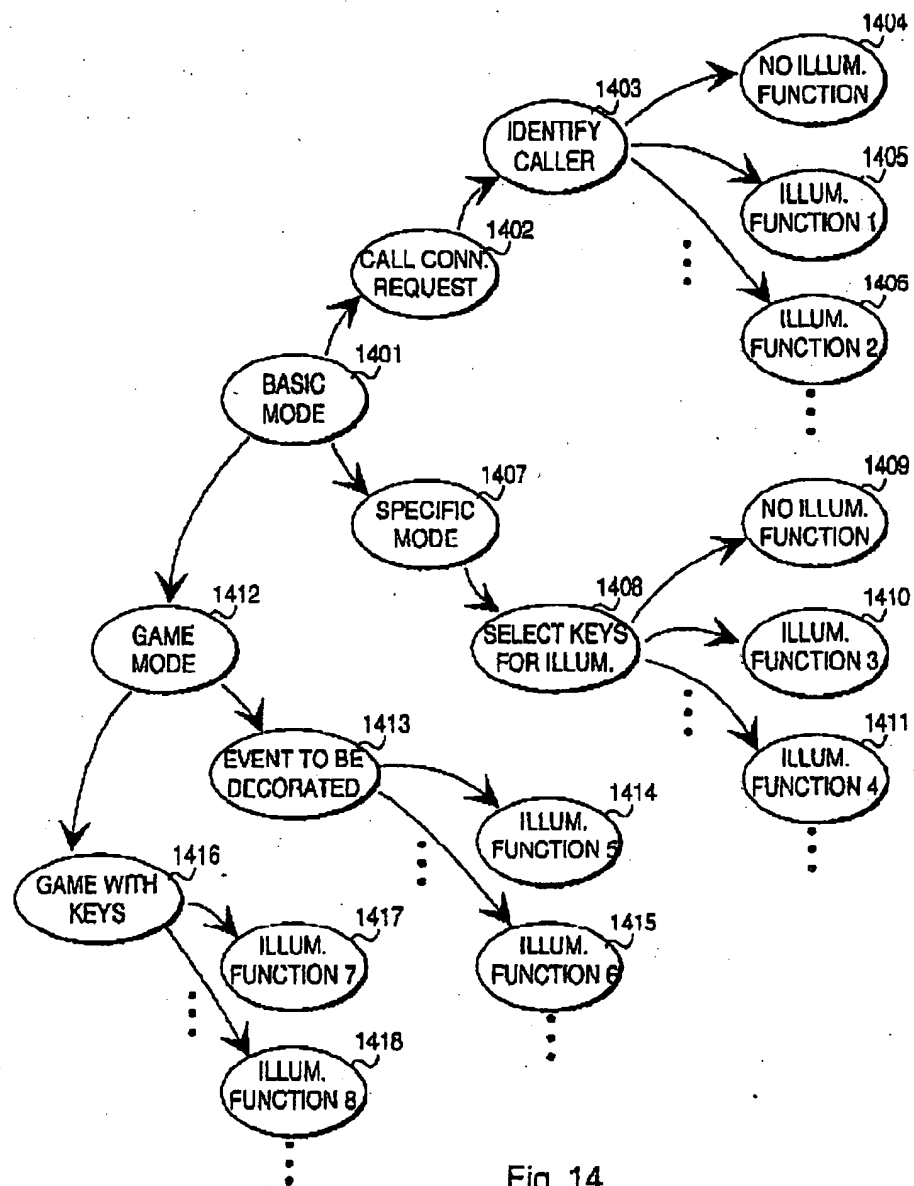 1404
NO ILLUM.
FUNCTION
1403
IDENTIFY
CALLER
1405
ILLUM.
FUNCTION 1
1402
CALL CONN.
REQUEST
1406
ILLUM.
FUNCTION 2
1401
BASIC
MODE
1407
SPECIFIC
MODE
1409
NO ILLUM.
FUNCTION
1408
SELECT KEYS
FOR ILLUM.
1410
ILLUM.
FUNCTION 3
1412
GAME
MODE
1411
ILLUM.
FUNCTION 4
1413
EVENT TO BE
DECORATED
1414
ILLUM.
FUNCTION 5
1416
GAME WITH
KEYS
1417
ILLUM.
FUNCTION 7
1415
ILLUM.
FUNCTION 6
1418
ILLUM.
FUNCTION 8
Fig. 14